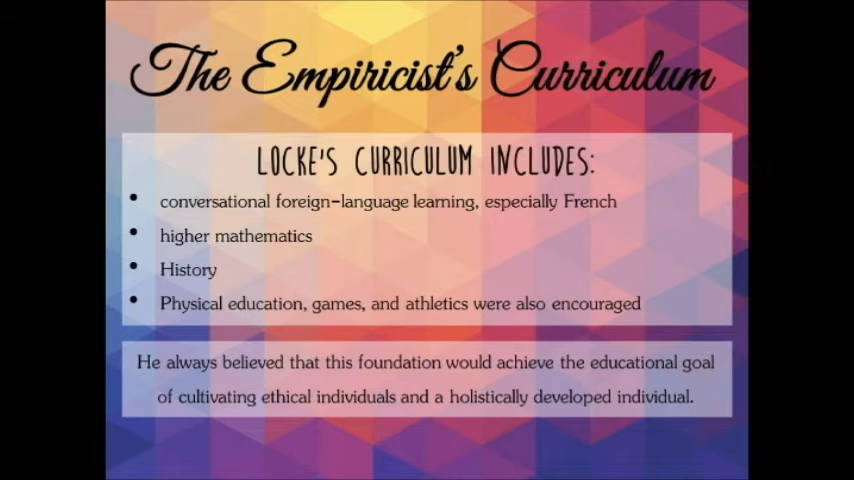 The Empiricist's Curriculum
LOCKE'S CURRICULUM INCLUDES:
• conversational foreign-language learning, especially French
• higher mathematics
• History
• Physical education, games, and athletics were also encouraged
He always believed that this foundation would achieve the educational goal
of cultivating ethical individuals and a holistically developed individual.